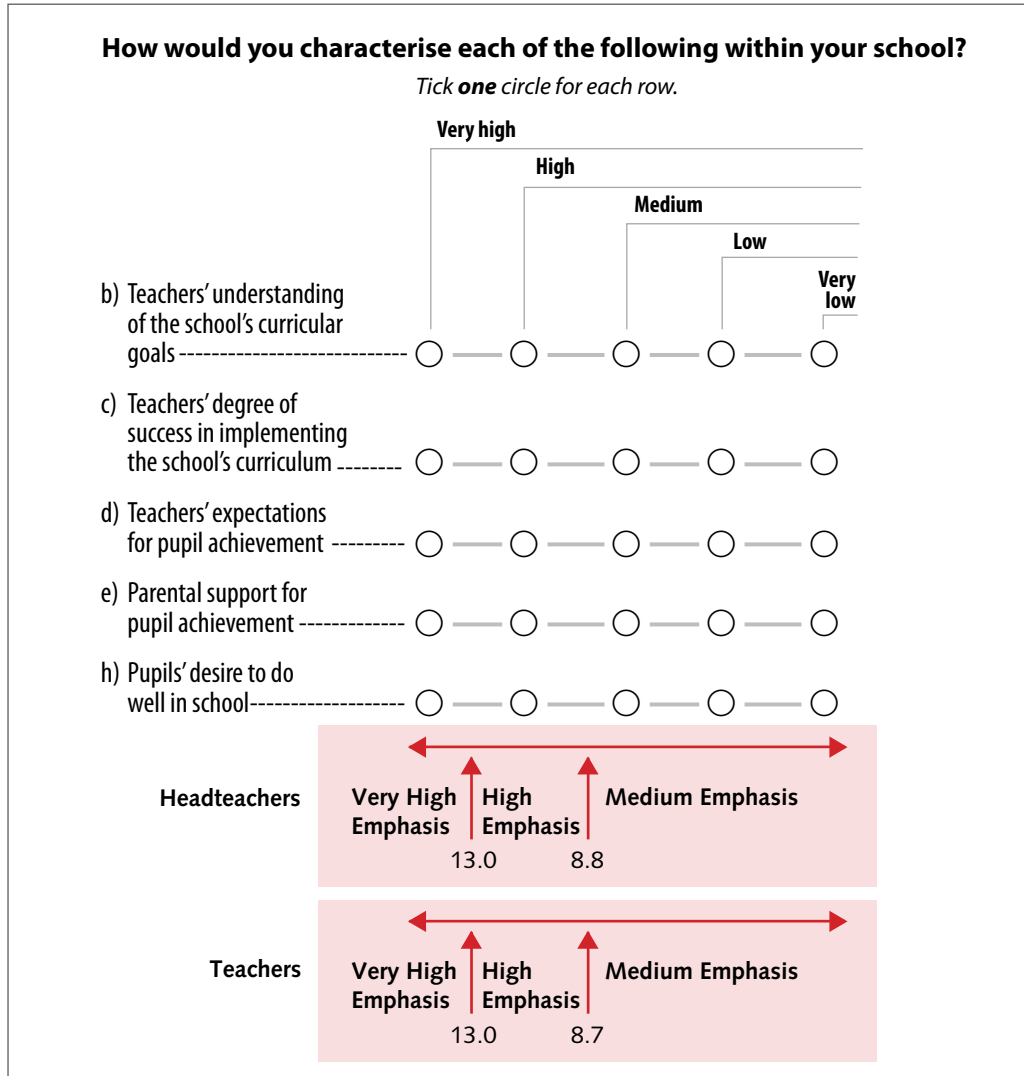 How would you characterise each of the following within your school?
Tick one circle for each row.
Very high
High
Medium
Low
Very
low
b) Teachers' understanding
of the school's curricular
goals
c) Teachers' degree of
success in implementing
the school's curriculum
d) Teachers' expectations
for pupil achievement
e) Parental support for
pupil achievement
h) Pupils' desire to do
well in school
Headteachers
Very High
Emphasis
High
Emphasis
Medium Emphasis
13.0
8.8
Teachers
Very High
Emphasis
High
Emphasis
Medium Emphasis
13.0
8.7